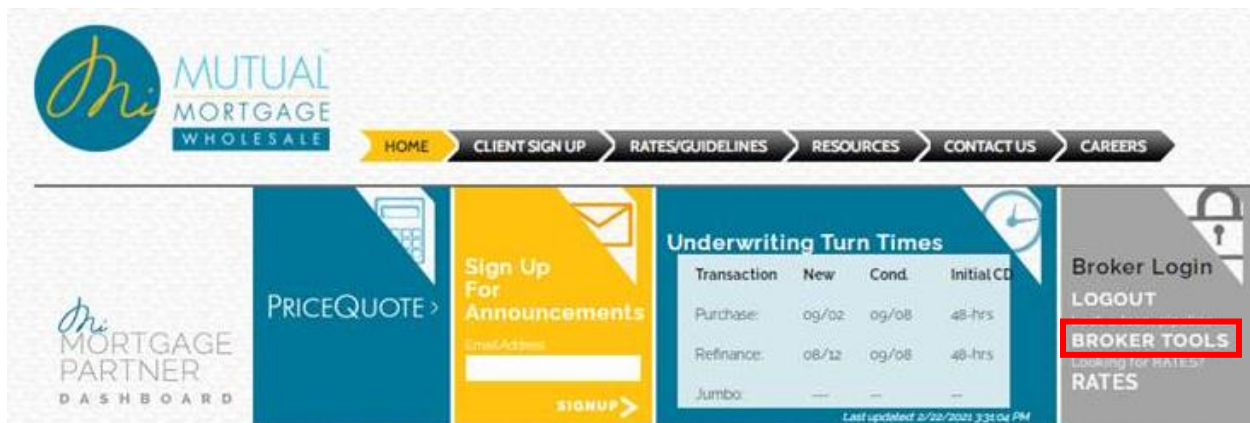 Mi MUTUAL
MORTGAGE
WHOLESALE
HOME CLIENT SIGN UP RATES/GUIDELINES RESOURCES CONTACT US CAREERS
Mi
MORTGAGE
PARTNER
DASHBOARD
PRICEQUOTE >
Sign Up
For
Announcements
Email Address
SIGNUP >
Underwriting Turn Times
Transaction New Cond. Initial CD
Purchase: 09/02 09/08 48-hrs
Refinance: 08/12 09/08 48-hrs
Jumbo: --- -- --
Last updated: 2/22/2021 3:31:04 PM
Broker Login
LOGOUT
BROKER TOOLS
Looking for RATES?
RATES